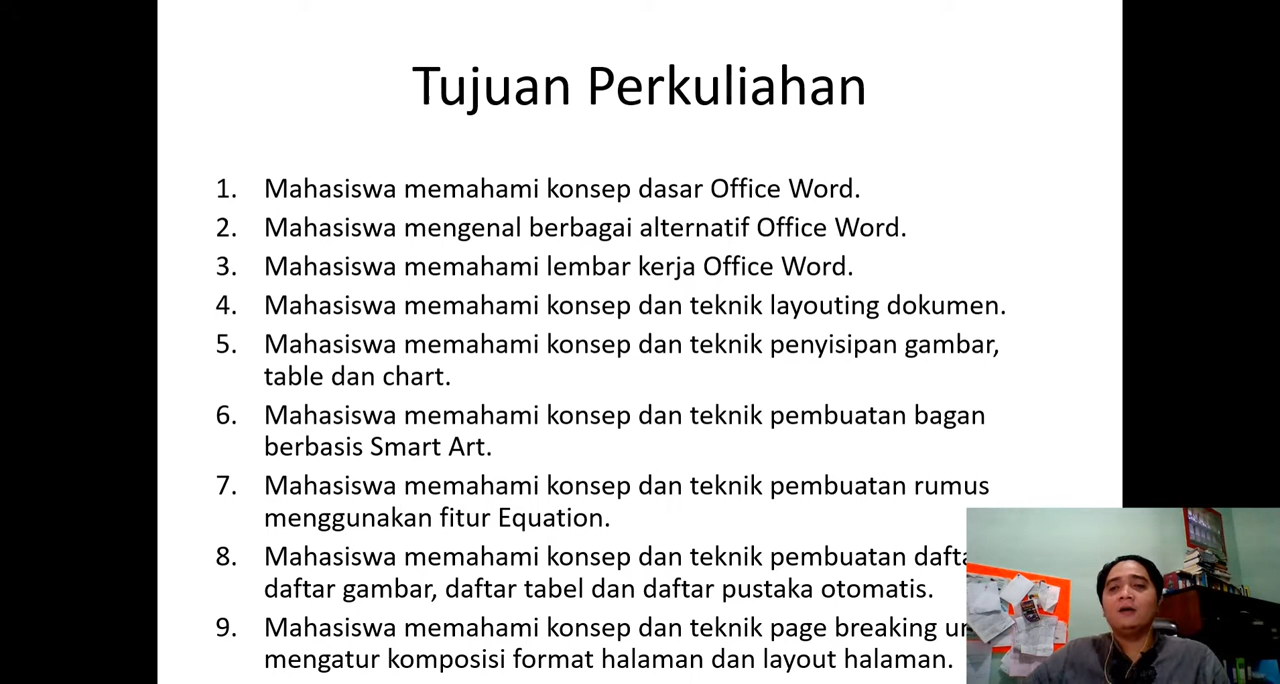 Tujuan Perkuliahan
1. Mahasiswa memahami konsep dasar Office Word.
2. Mahasiswa mengenal berbagai alternatif Office Word.
3. Mahasiswa memahami lembar kerja Office Word.
4. Mahasiswa memahami konsep dan teknik layouting dokumen.
5. Mahasiswa memahami konsep dan teknik penyisipan gambar,
table dan chart.
6. Mahasiswa memahami konsep dan teknik pembuatan bagan
berbasis Smart Art.
7. Mahasiswa memahami konsep dan teknik pembuatan rumus
menggunakan fitur Equation.
8. Mahasiswa memahami konsep dan teknik pembuatan
daftar gambar, daftar tabel dan daftar pustaka otomatis.
9. Mahasiswa memahami konsep dan teknik page breaking
mengatur komposisi format halaman dan layout halaman.